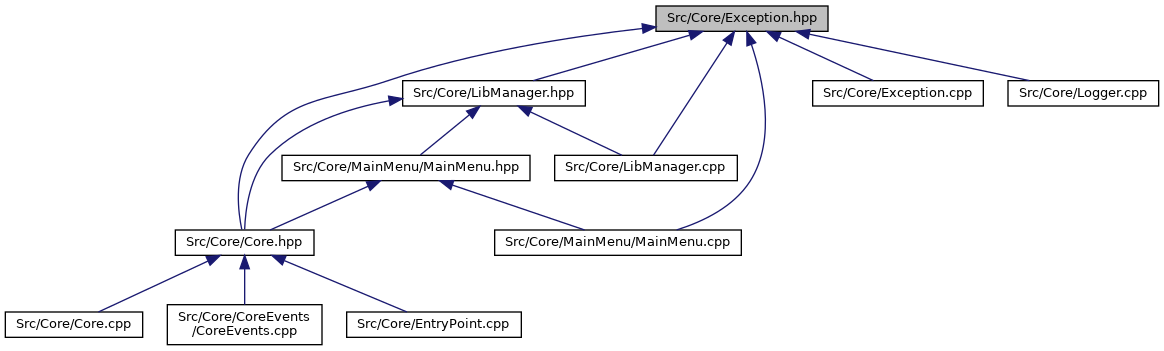 Src/Core/Exception.hpp
Src/Core/LibManager.hpp
Src/Core/Exception.cpp
Src/Core/Logger.cpp
Src/Core/MainMenu/MainMenu.hpp
Src/Core/LibManager.cpp
Src/Core/Core.hpp
Src/Core/MainMenu/MainMenu.cpp
Src/Core/Core.cpp
Src/Core/CoreEvents
/CoreEvents.cpp
Src/Core/EntryPoint.cpp